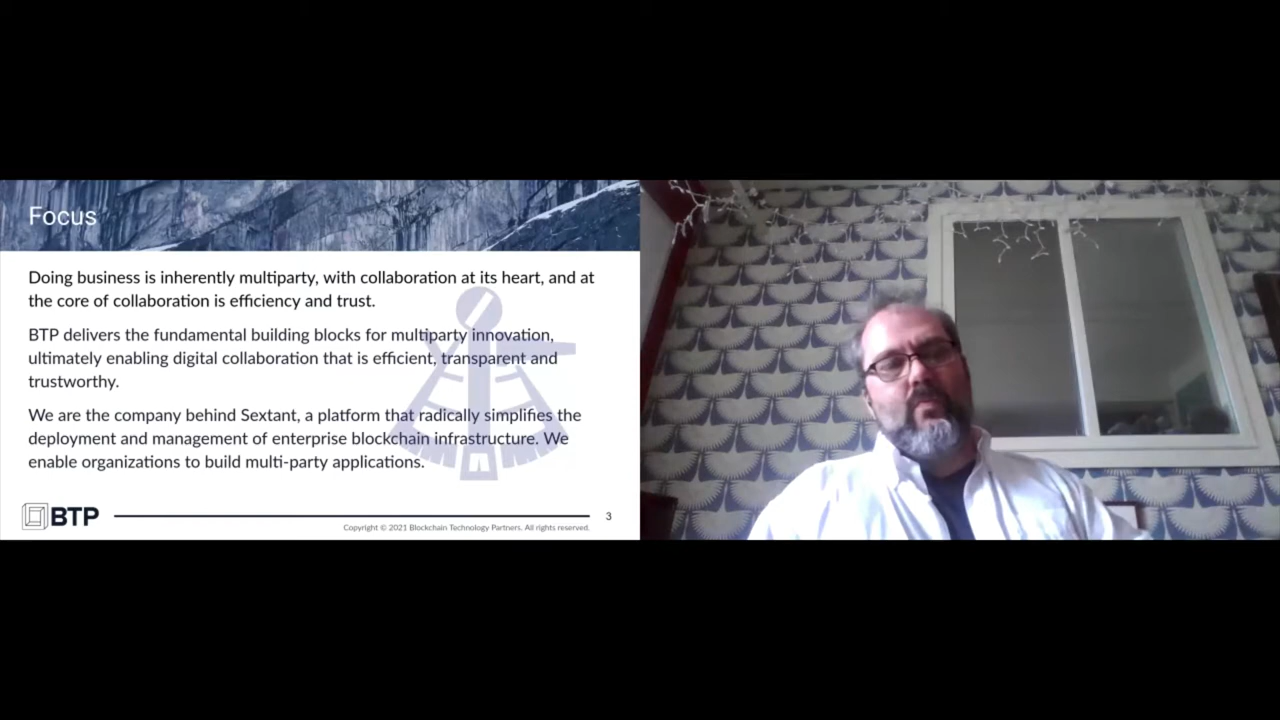 Focus
Doing business is inherently multiparty, with collaboration at its heart, and at
the core of collaboration is efficiency and trust.
BTP delivers the fundamental building blocks for multiparty innovation,
ultimately enabling digital collaboration that is efficient, transparent and
trustworthy.
We are the company behind Sextant, a platform that radically simplifies the
deployment and management of enterprise blockchain infrastructure. We
enable organizations to build multi-party applications.
BTP
3
Copyright © 2021 Blockchain Technology Partners. All rights reserved.